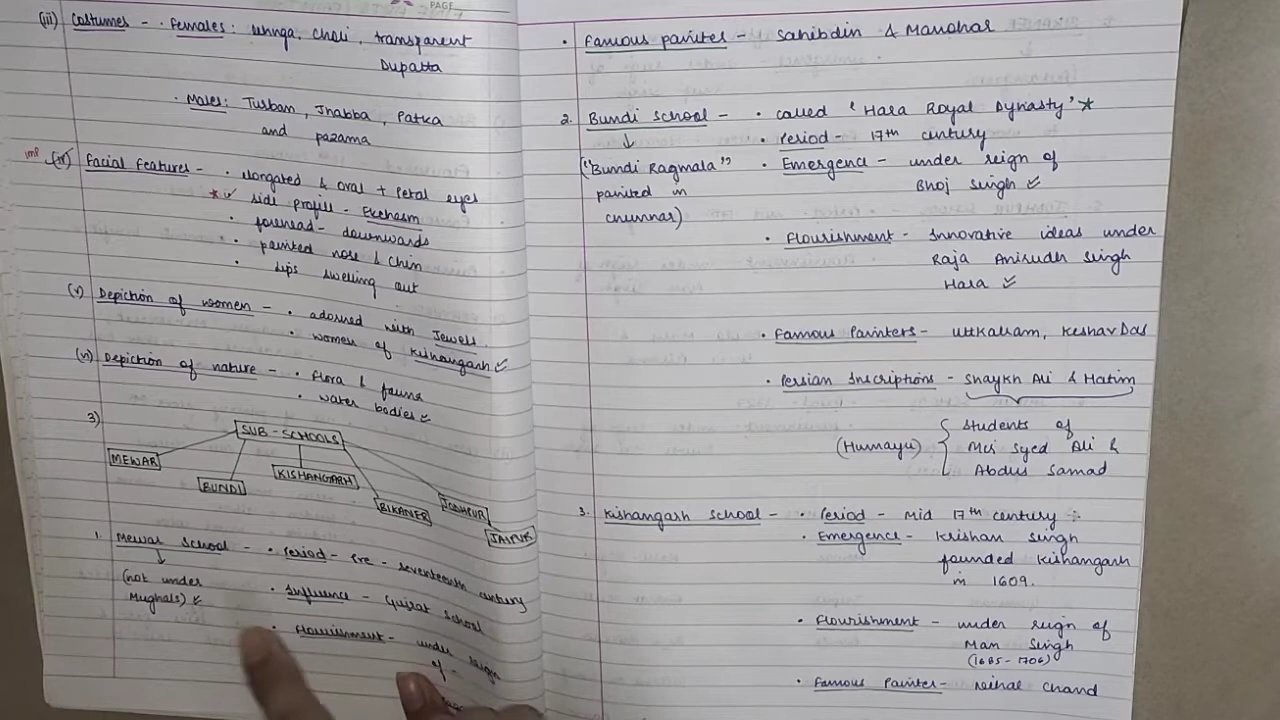 PAGE
(iii) Costumes - • Females: Lehnga, Choli, transparent
Dupatta
• Males: Turban, Jhabba, Patka
and pazama
imp (iv) Facial Features - • elongated & oval + Petal eyes
* ✓ side profile - Ekchasm
• forehead - downwards
• pointed nose & chin
• Lips swelling out
(v) Depiction of women - • adorned with Jewels.
• women of Kishangarh ✓
(vi) Depiction of nature - • flora & fauna
• water bodies ✓
3) SUB-SCHOOLS
MEWAR
BUNDI
KISHANGARH
BIKANER
JODHPUR
JAIPUR
1. Mewar School - • Period - Pre - seventeenth century
(not under
Mughals) ✓
• Influence - Gujrat School
• Flourishment - under reign
of -
• Famous painter - Sahibdin & Manohar
2. Bundi School - • called 'Hara Royal Dynasty' *
• Period - 17th century
("Bundi Ragmala"
painted in
Chunnar)
• Emergence - under reign of
Bhoj Singh ✓
• Flourishment - Innovative ideas under
Raja Anirudh Singh
Hara ✓
• Famous Painters - Uttkalram, Keshav Das
• Persian Inscriptions - Shaykh Ali & Hatim
(Humayu) { Students of
Mir Syed Ali &
Abdus Samad
3. Kishangarh School - • Period - Mid 17th century
• Emergence - Krishan Singh
founded Kishangarh
in 1609.
• Flourishment - under reign of
Man Singh
(1685-1706)
• Famous Painter - Neihal Chand